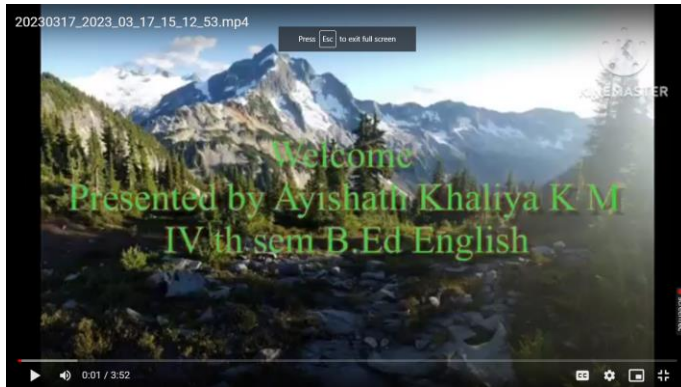 20230317_2023_03_17_15_12_53.mp4
Press Esc to exit full screen
KINEMASTER
Welcome
Presented by Ayishath Khaliya K M
IV th sem B.Ed English
0:01 / 3:52
CC